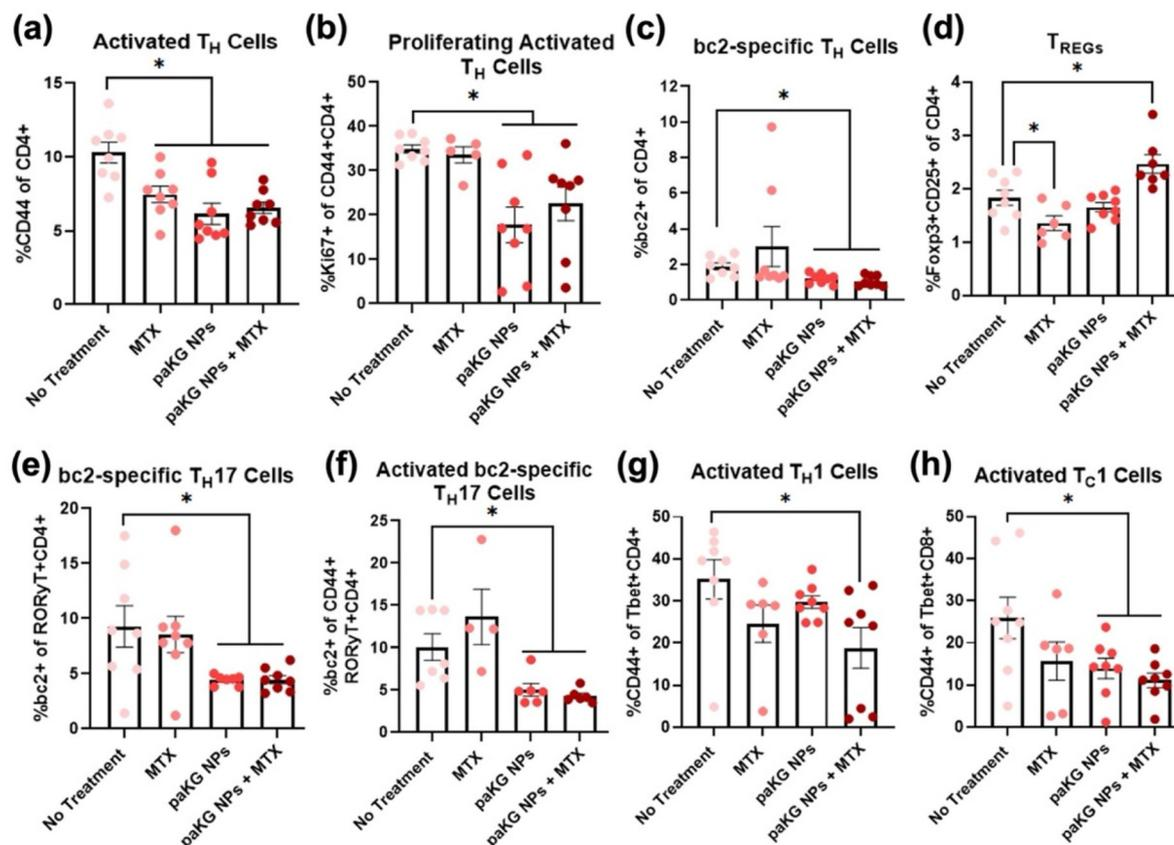 (a)
Activated TH Cells
*
%CD44 of CD4+
15
10
5
0
No Treatment
MTX
paKG NPs
paKG NPs + MTX
(b)
Proliferating Activated
TH Cells
*
%Ki67+ of CD44+CD4+
50
40
30
20
10
0
No Treatment
MTX
paKG NPs
paKG NPs + MTX
(c)
bc2-specific TH Cells
*
%bc2+ of CD4+
12
10
8
6
4
2
0
No Treatment
MTX
paKG NPs
paKG NPs + MTX
(d)
TREGs
*
*
%Foxp3+CD25+ of CD4+
4
3
2
1
0
No Treatment
MTX
paKG NPs
paKG NPs + MTX
(e)
bc2-specific TH17 Cells
*
%bc2+ of RORγT+CD4+
20
15
10
5
0
No Treatment
MTX
paKG NPs
paKG NPs + MTX
(f)
Activated bc2-specific
TH17 Cells
*
%bc2+ of CD44+
RORγT+CD4+
25
20
15
10
5
0
No Treatment
MTX
paKG NPs
paKG NPs + MTX
(g)
Activated TH1 Cells
*
%CD44+ of Tbet+CD4+
50
40
30
20
10
0
No Treatment
MTX
paKG NPs
paKG NPs + MTX
(h)
Activated TC1 Cells
*
%CD44+ of Tbet+CD8+
50
40
30
20
10
0
No Treatment
MTX
paKG NPs
paKG NPs + MTX